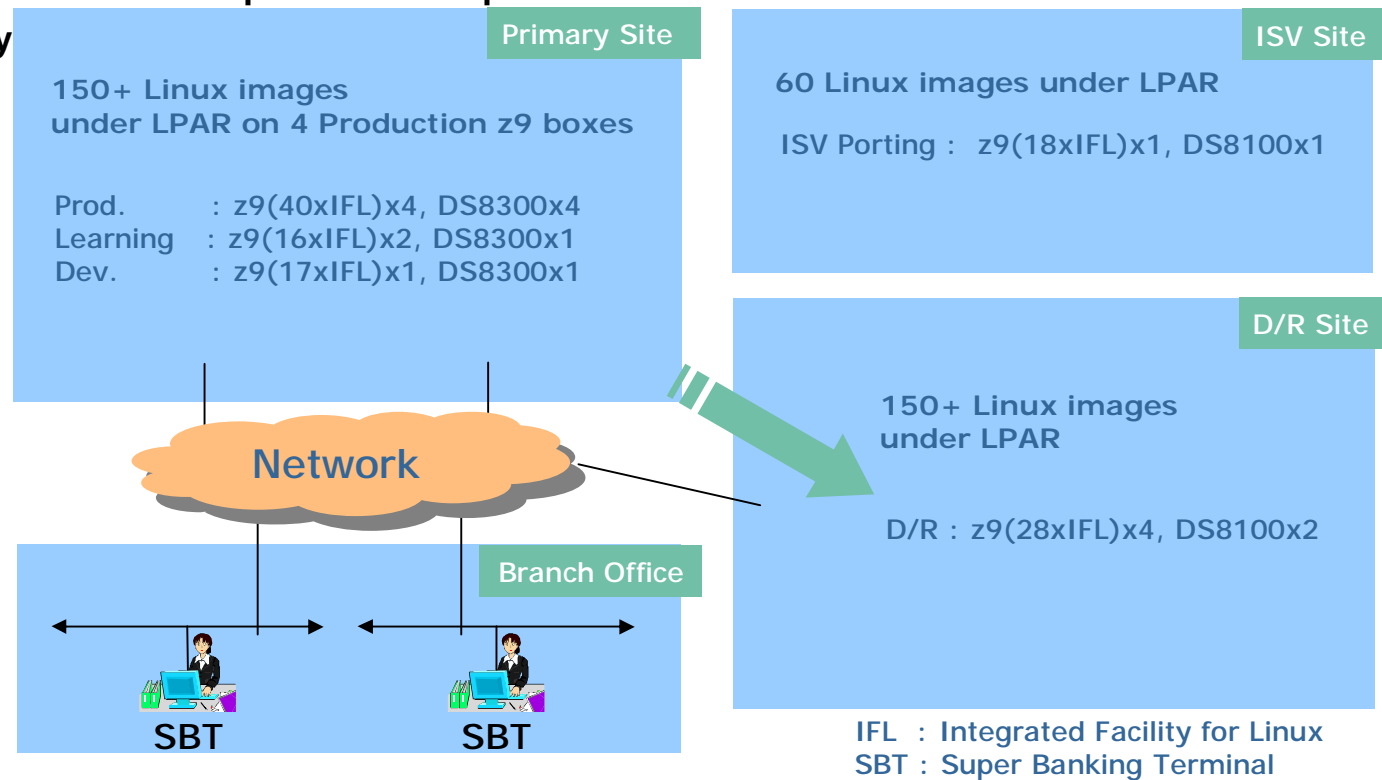 y
Primary Site
150+ Linux images
under LPAR on 4 Production z9 boxes
Prod. : z9(40xIFL)x4, DS8300x4
Learning : z9(16xIFL)x2, DS8300x1
Dev. : z9(17xIFL)x1, DS8300x1
ISV Site
60 Linux images under LPAR
ISV Porting : z9(18xIFL)x1, DS8100x1
D/R Site
150+ Linux images
under LPAR
D/R : z9(28xIFL)x4, DS8100x2
Network
Branch Office
SBT
SBT
IFL : Integrated Facility for Linux
SBT : Super Banking Terminal